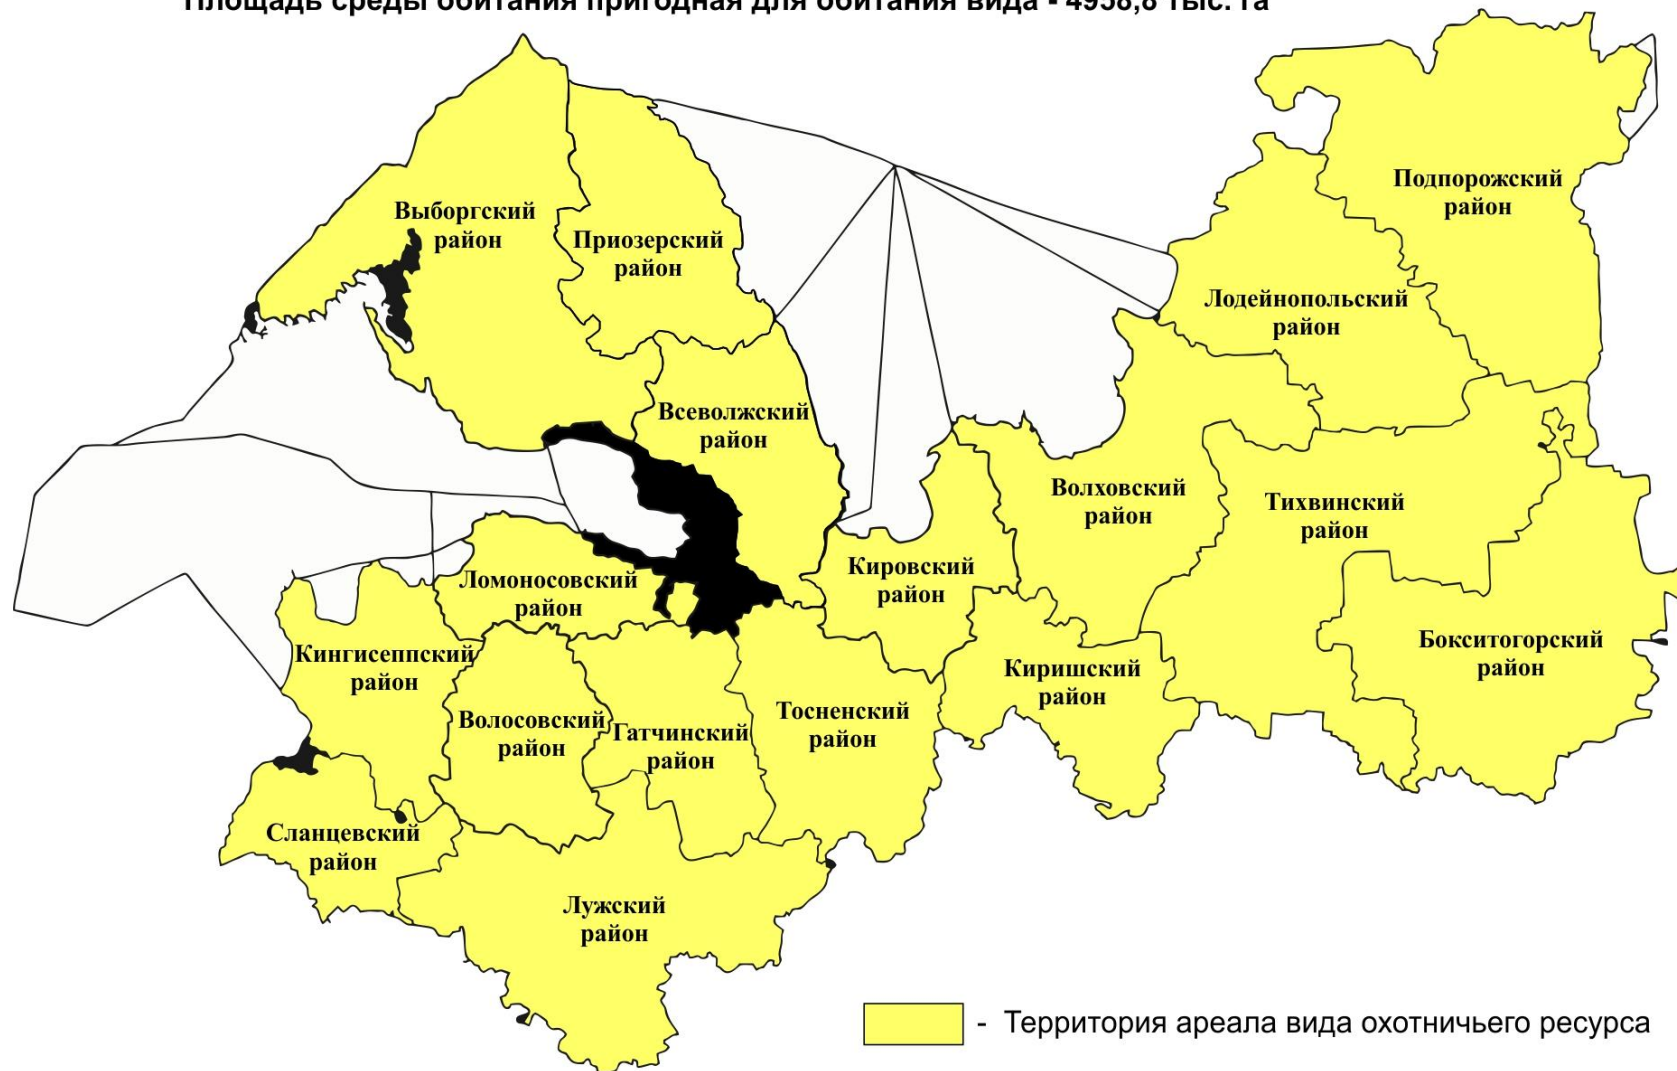 Площадь среды обитания пригодная для обитания вида - 4958,8 тыс. га
Подпорожский
район
Выборгский
район
Приозерский
район
Лодейнопольский
район
Всеволжский
район
Волховский
район
Тихвинский
район
Кировский
район
Ломоносовский
район
Бокситогорский
район
Кингисеппский
район
Киришский
район
Волосовский
район
Гатчинский
район
Тосненский
район
Сланцевский
район
Лужский
район
- Территория ареала вида охотничьего ресурса